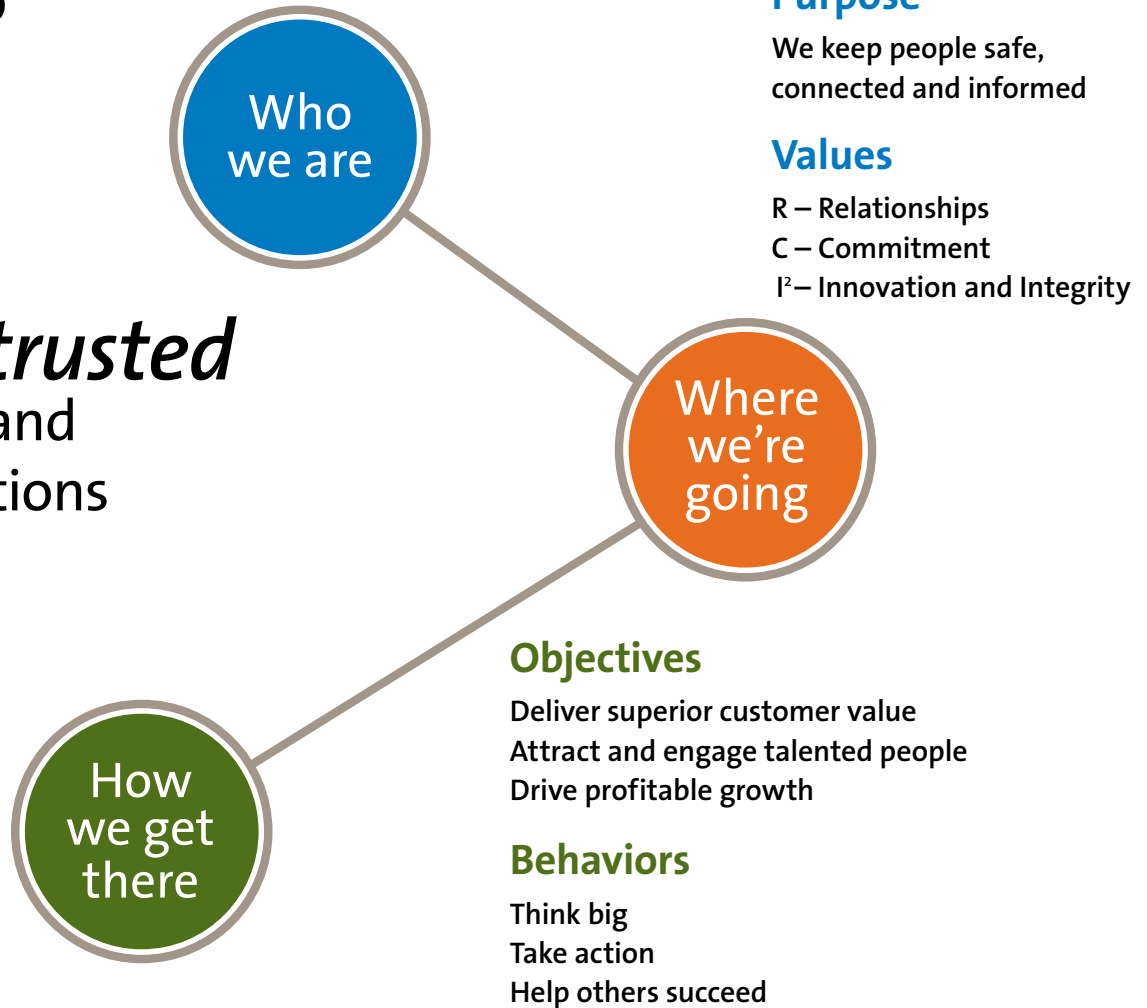 Purpose
We keep people safe,
connected and informed
Values
R – Relationships
C – Commitment
I²– Innovation and Integrity
Who
we are
trusted
and
tions
Where
we're
going
Objectives
Deliver superior customer value
Attract and engage talented people
Drive profitable growth
Behaviors
Think big
Take action
Help others succeed
How
we get
there